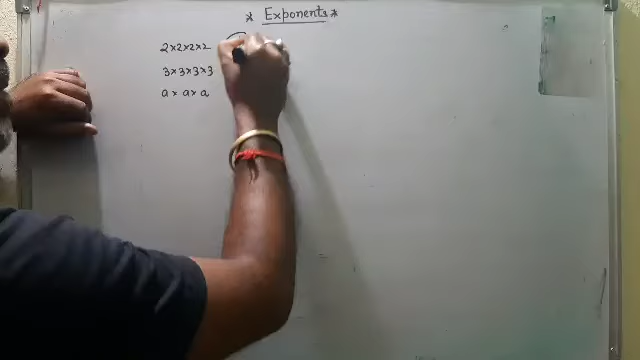 * Exponents *
2×2×2×2
3×3×3×3
a × a × a